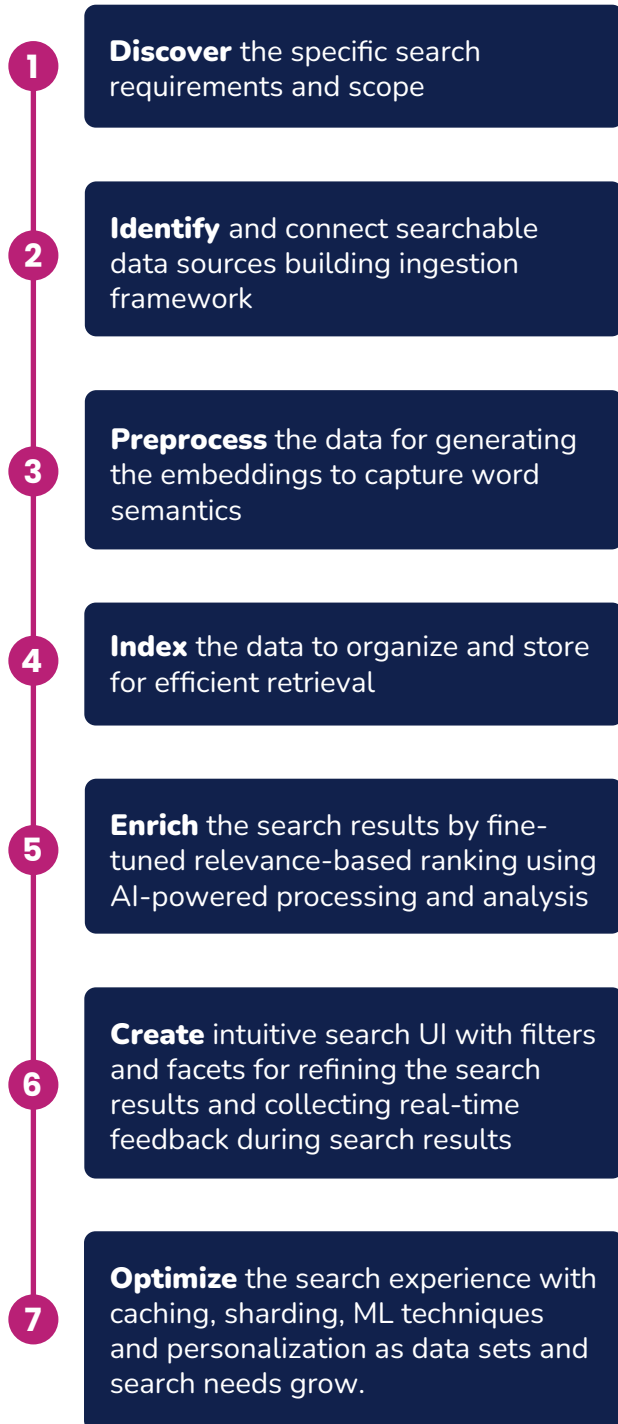 1
Discover the specific search
requirements and scope
2
Identify and connect searchable
data sources building ingestion
framework
3
Preprocess the data for generating
the embeddings to capture word
semantics
4
Index the data to organize and store
for efficient retrieval
5
Enrich the search results by fine-
tuned relevance-based ranking using
AI-powered processing and analysis
6
Create intuitive search UI with filters
and facets for refining the search
results and collecting real-time
feedback during search results
7
Optimize the search experience with
caching, sharding, ML techniques
and personalization as data sets and
search needs grow.